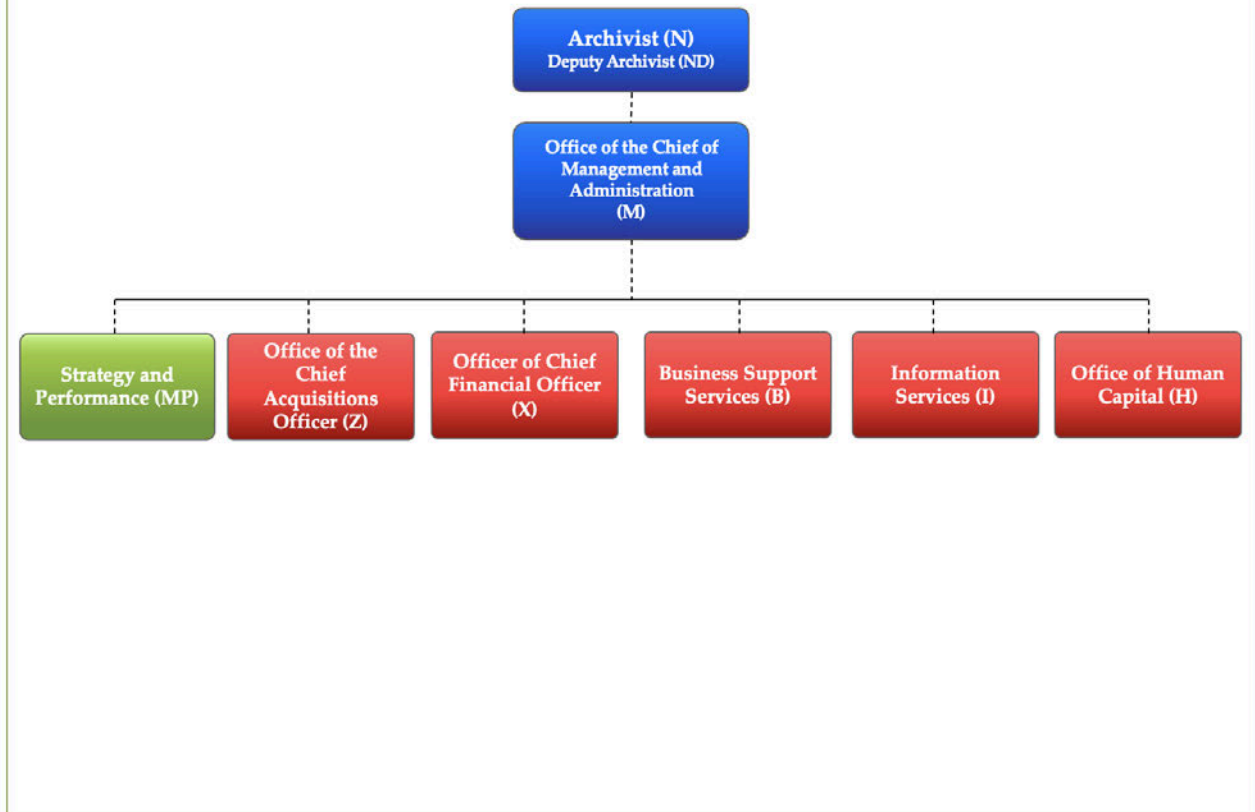 Archivist (N)
Deputy Archivist (ND)
Office of the Chief of
Management and
Administration
(M)
Strategy and
Performance (MP)
Office of the
Chief
Acquisitions
Officer (Z)
Officer of Chief
Financial Officer
(X)
Business Support
Services (B)
Information
Services (I)
Office of Human
Capital (H)